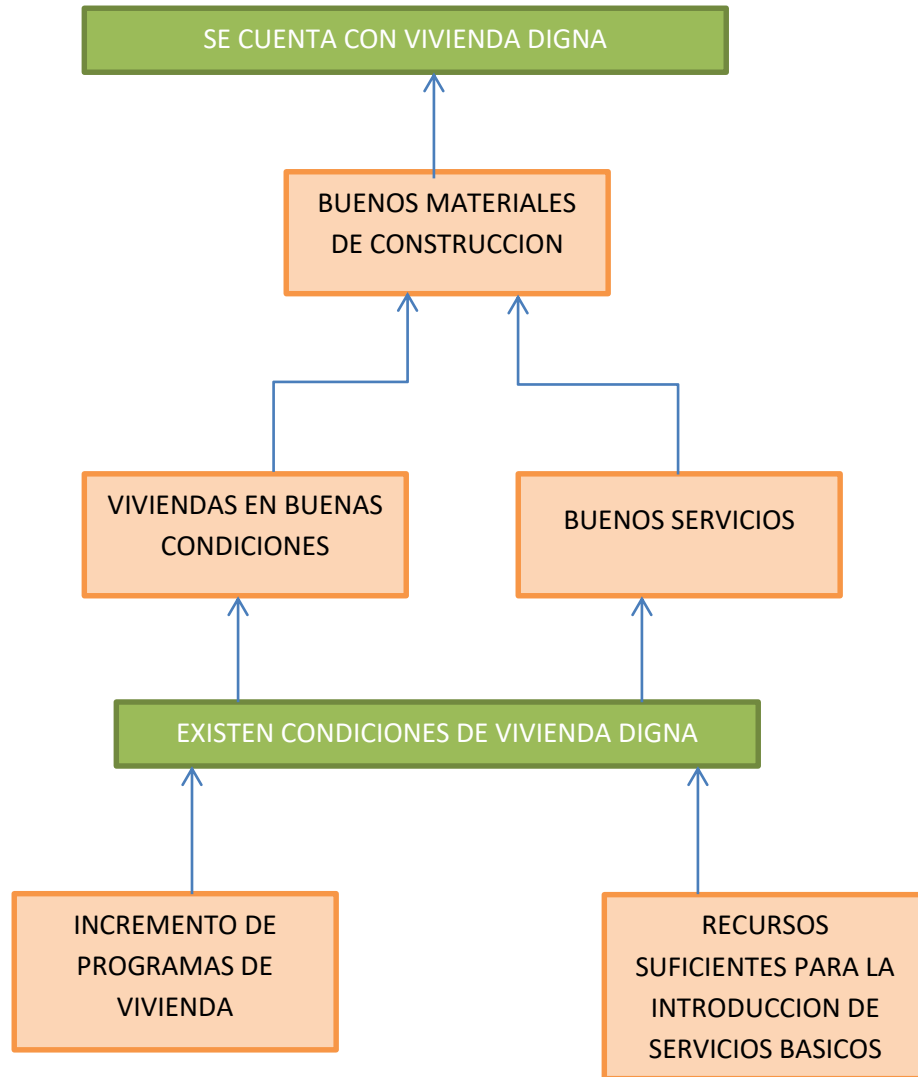 SE CUENTA CON VIVIENDA DIGNA
BUENOS MATERIALES
DE CONSTRUCCION
VIVIENDAS EN BUENAS
CONDICIONES
BUENOS SERVICIOS
EXISTEN CONDICIONES DE VIVIENDA DIGNA
INCREMENTO DE
PROGRAMAS DE
VIVIENDA
RECURSOS
SUFICIENTES PARA LA
INTRODUCCION DE
SERVICIOS BASICOS